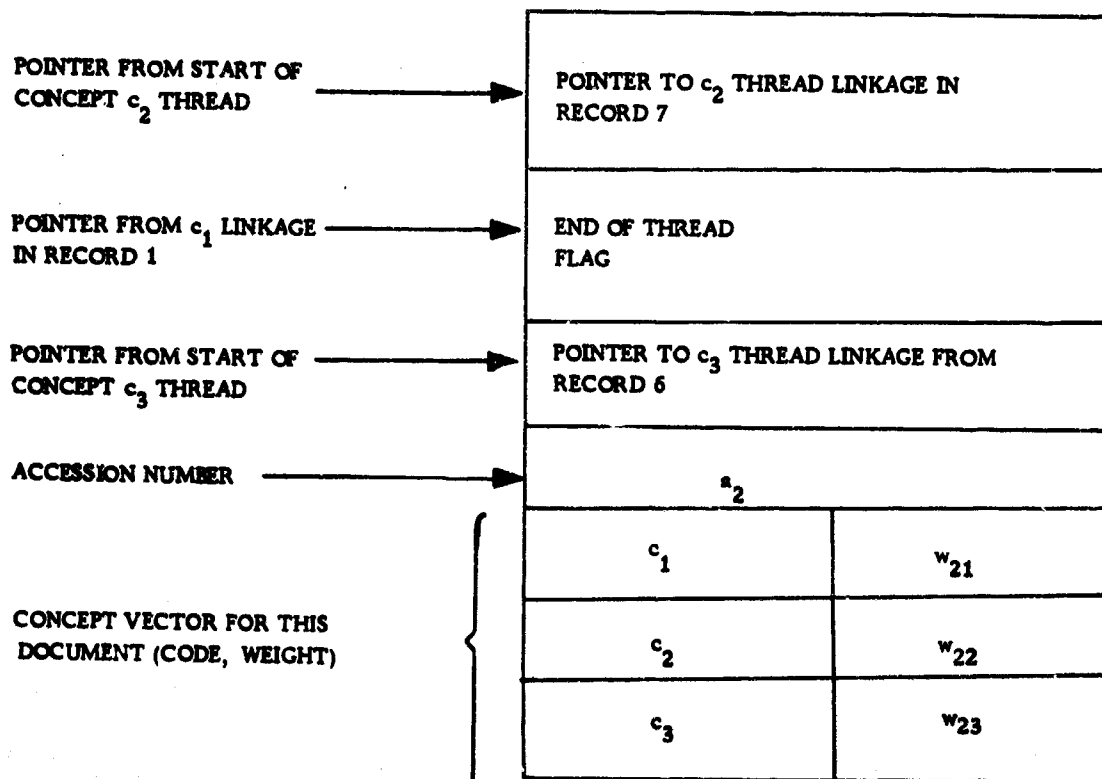 POINTER FROM START OF
CONCEPT c2 THREAD
POINTER TO c2 THREAD LINKAGE IN
RECORD 7
POINTER FROM c1 LINKAGE
IN RECORD 1
END OF THREAD
FLAG
POINTER FROM START OF
CONCEPT c3 THREAD
POINTER TO c3 THREAD LINKAGE FROM
RECORD 6
ACCESSION NUMBER
a2
CONCEPT VECTOR FOR THIS
DOCUMENT (CODE, WEIGHT)
c1 w21
c2 w22
c3 w23